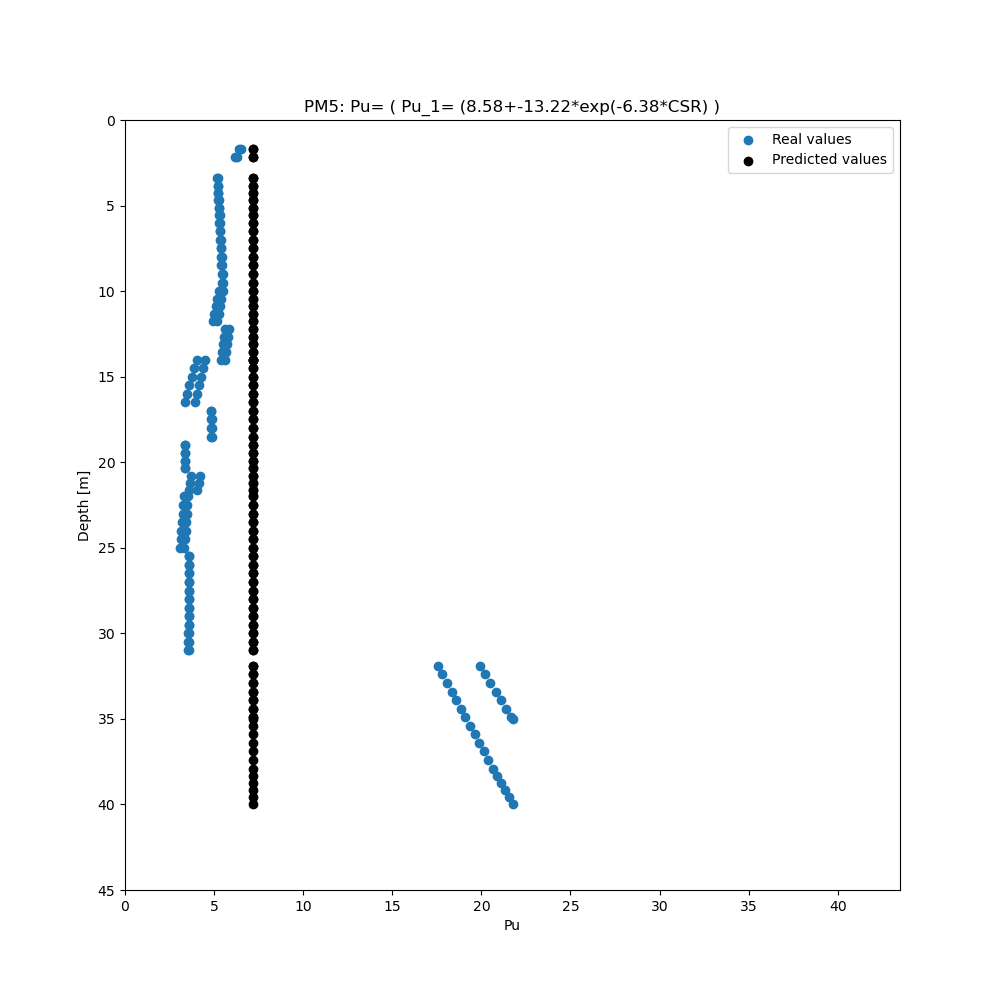 PM5: Pu= ( Pu_1= (8.58+-13.22*exp(-6.38*CSR) )
Real values
Predicted values
0
5
10
15
20
25
30
35
40
45
Depth [m]
0 5 10 15 20 25 30 35 40
Pu